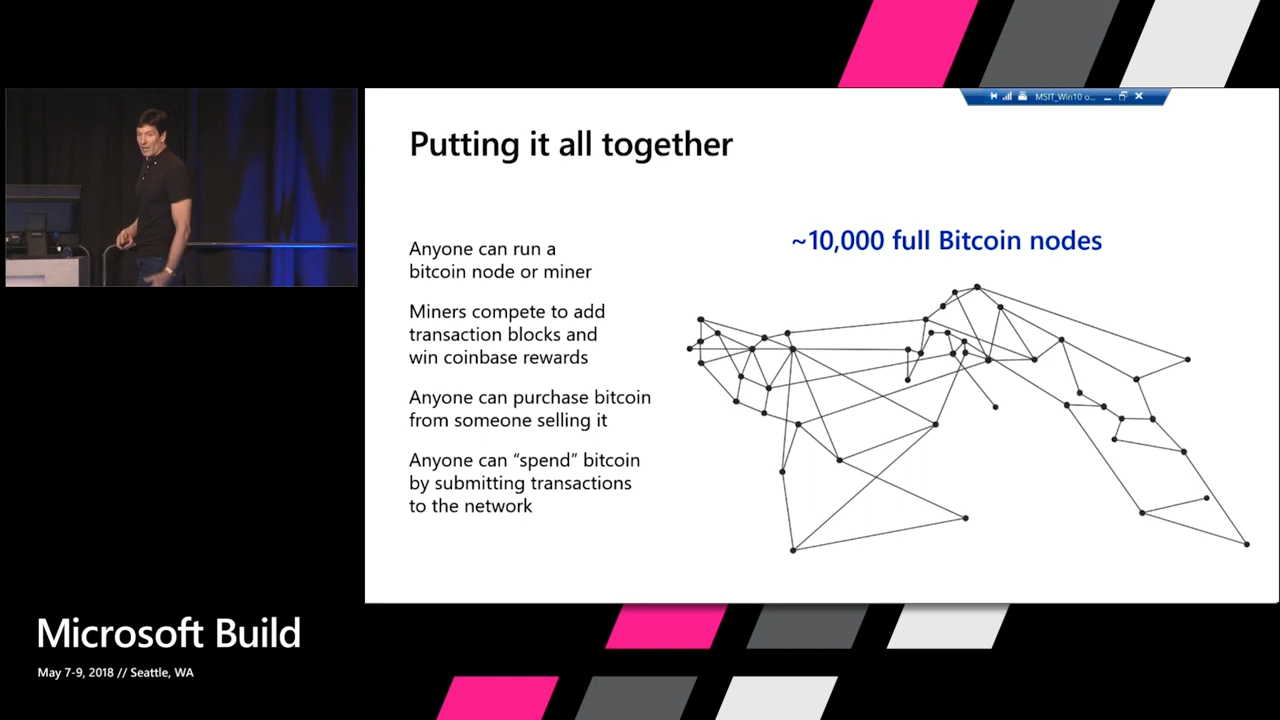 MSIT_Win10 o...
Putting it all together
~10,000 full Bitcoin nodes
Anyone can run a
bitcoin node or miner
Miners compete to add
transaction blocks and
win coinbase rewards
Anyone can purchase bitcoin
from someone selling it
Anyone can “spend” bitcoin
by submitting transactions
to the network
Microsoft Build
May 7-9, 2018 // Seattle, WA